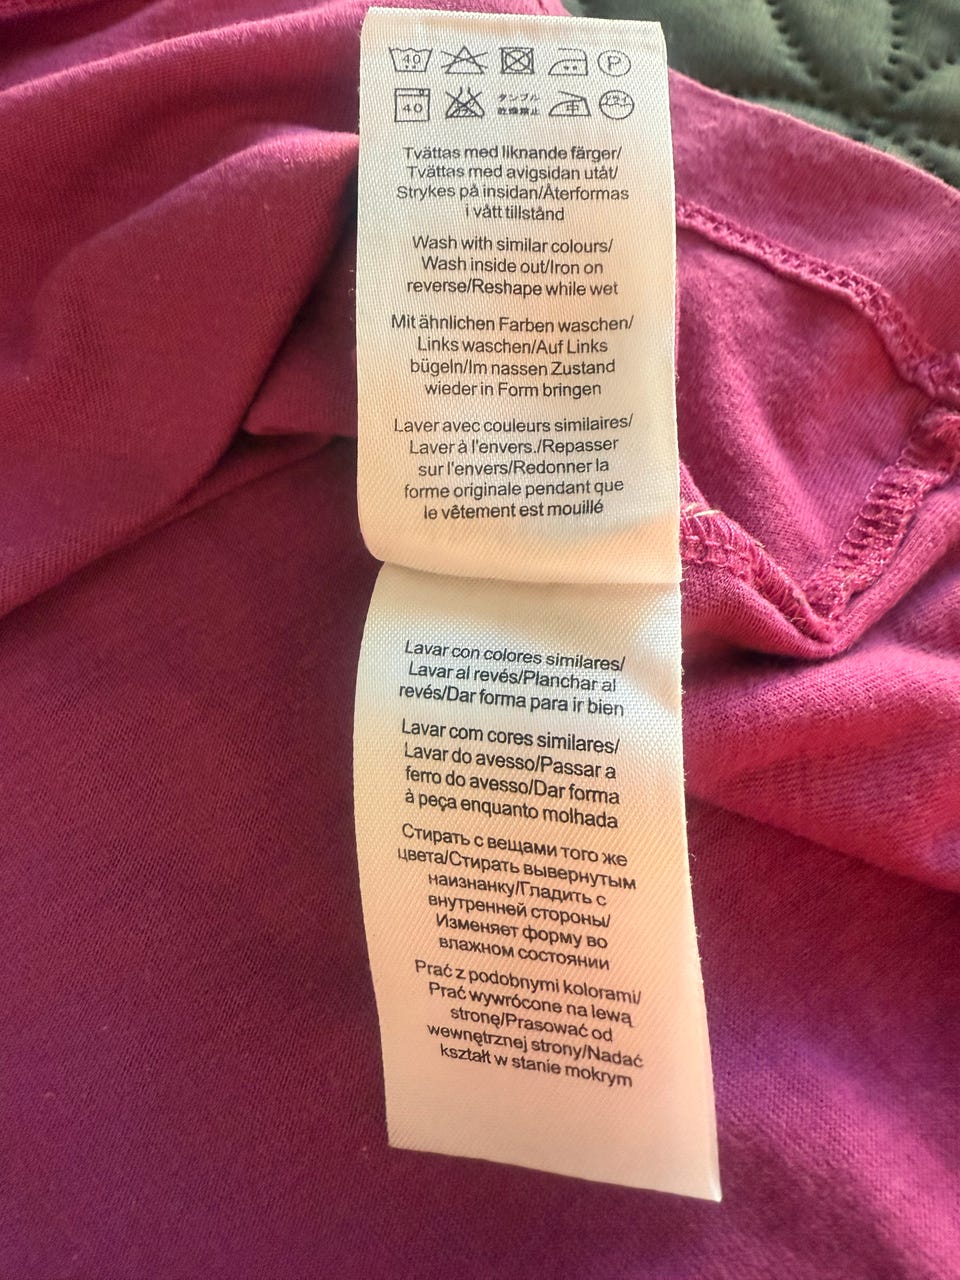 40 P
40 タンブル 乾燥禁止 ドライ
Tvättas med liknande färger/
Tvättas med avigsidan utåt/
Strykes på insidan/Återformas
i vått tillstånd
Wash with similar colours/
Wash inside out/Iron on
reverse/Reshape while wet
Mit ähnlichen Farben waschen/
Links waschen/Auf Links
bügeln/Im nassen Zustand
wieder in Form bringen
Laver avec couleurs similaires/
Laver à l'envers./Repasser
sur l'envers/Redonner la
forme originale pendant que
le vêtement est mouillé
Lavar con colores similares/
Lavar al revés/Planchar al
revés/Dar forma para ir bien
Lavar com cores similares/
Lavar do avesso/Passar a
ferro do avesso/Dar forma
à peça enquanto molhada
Стирать с вещами того же
цвета/Стирать вывернутым
наизнанку/Гладить с
внутренней стороны/
Изменяет форму во
влажном состоянии
Prać z podobnymi kolorami/
Prać wywrócone na lewą
stronę/Prasować od
wewnętrznej strony/Nadać
kształt w stanie mokrym